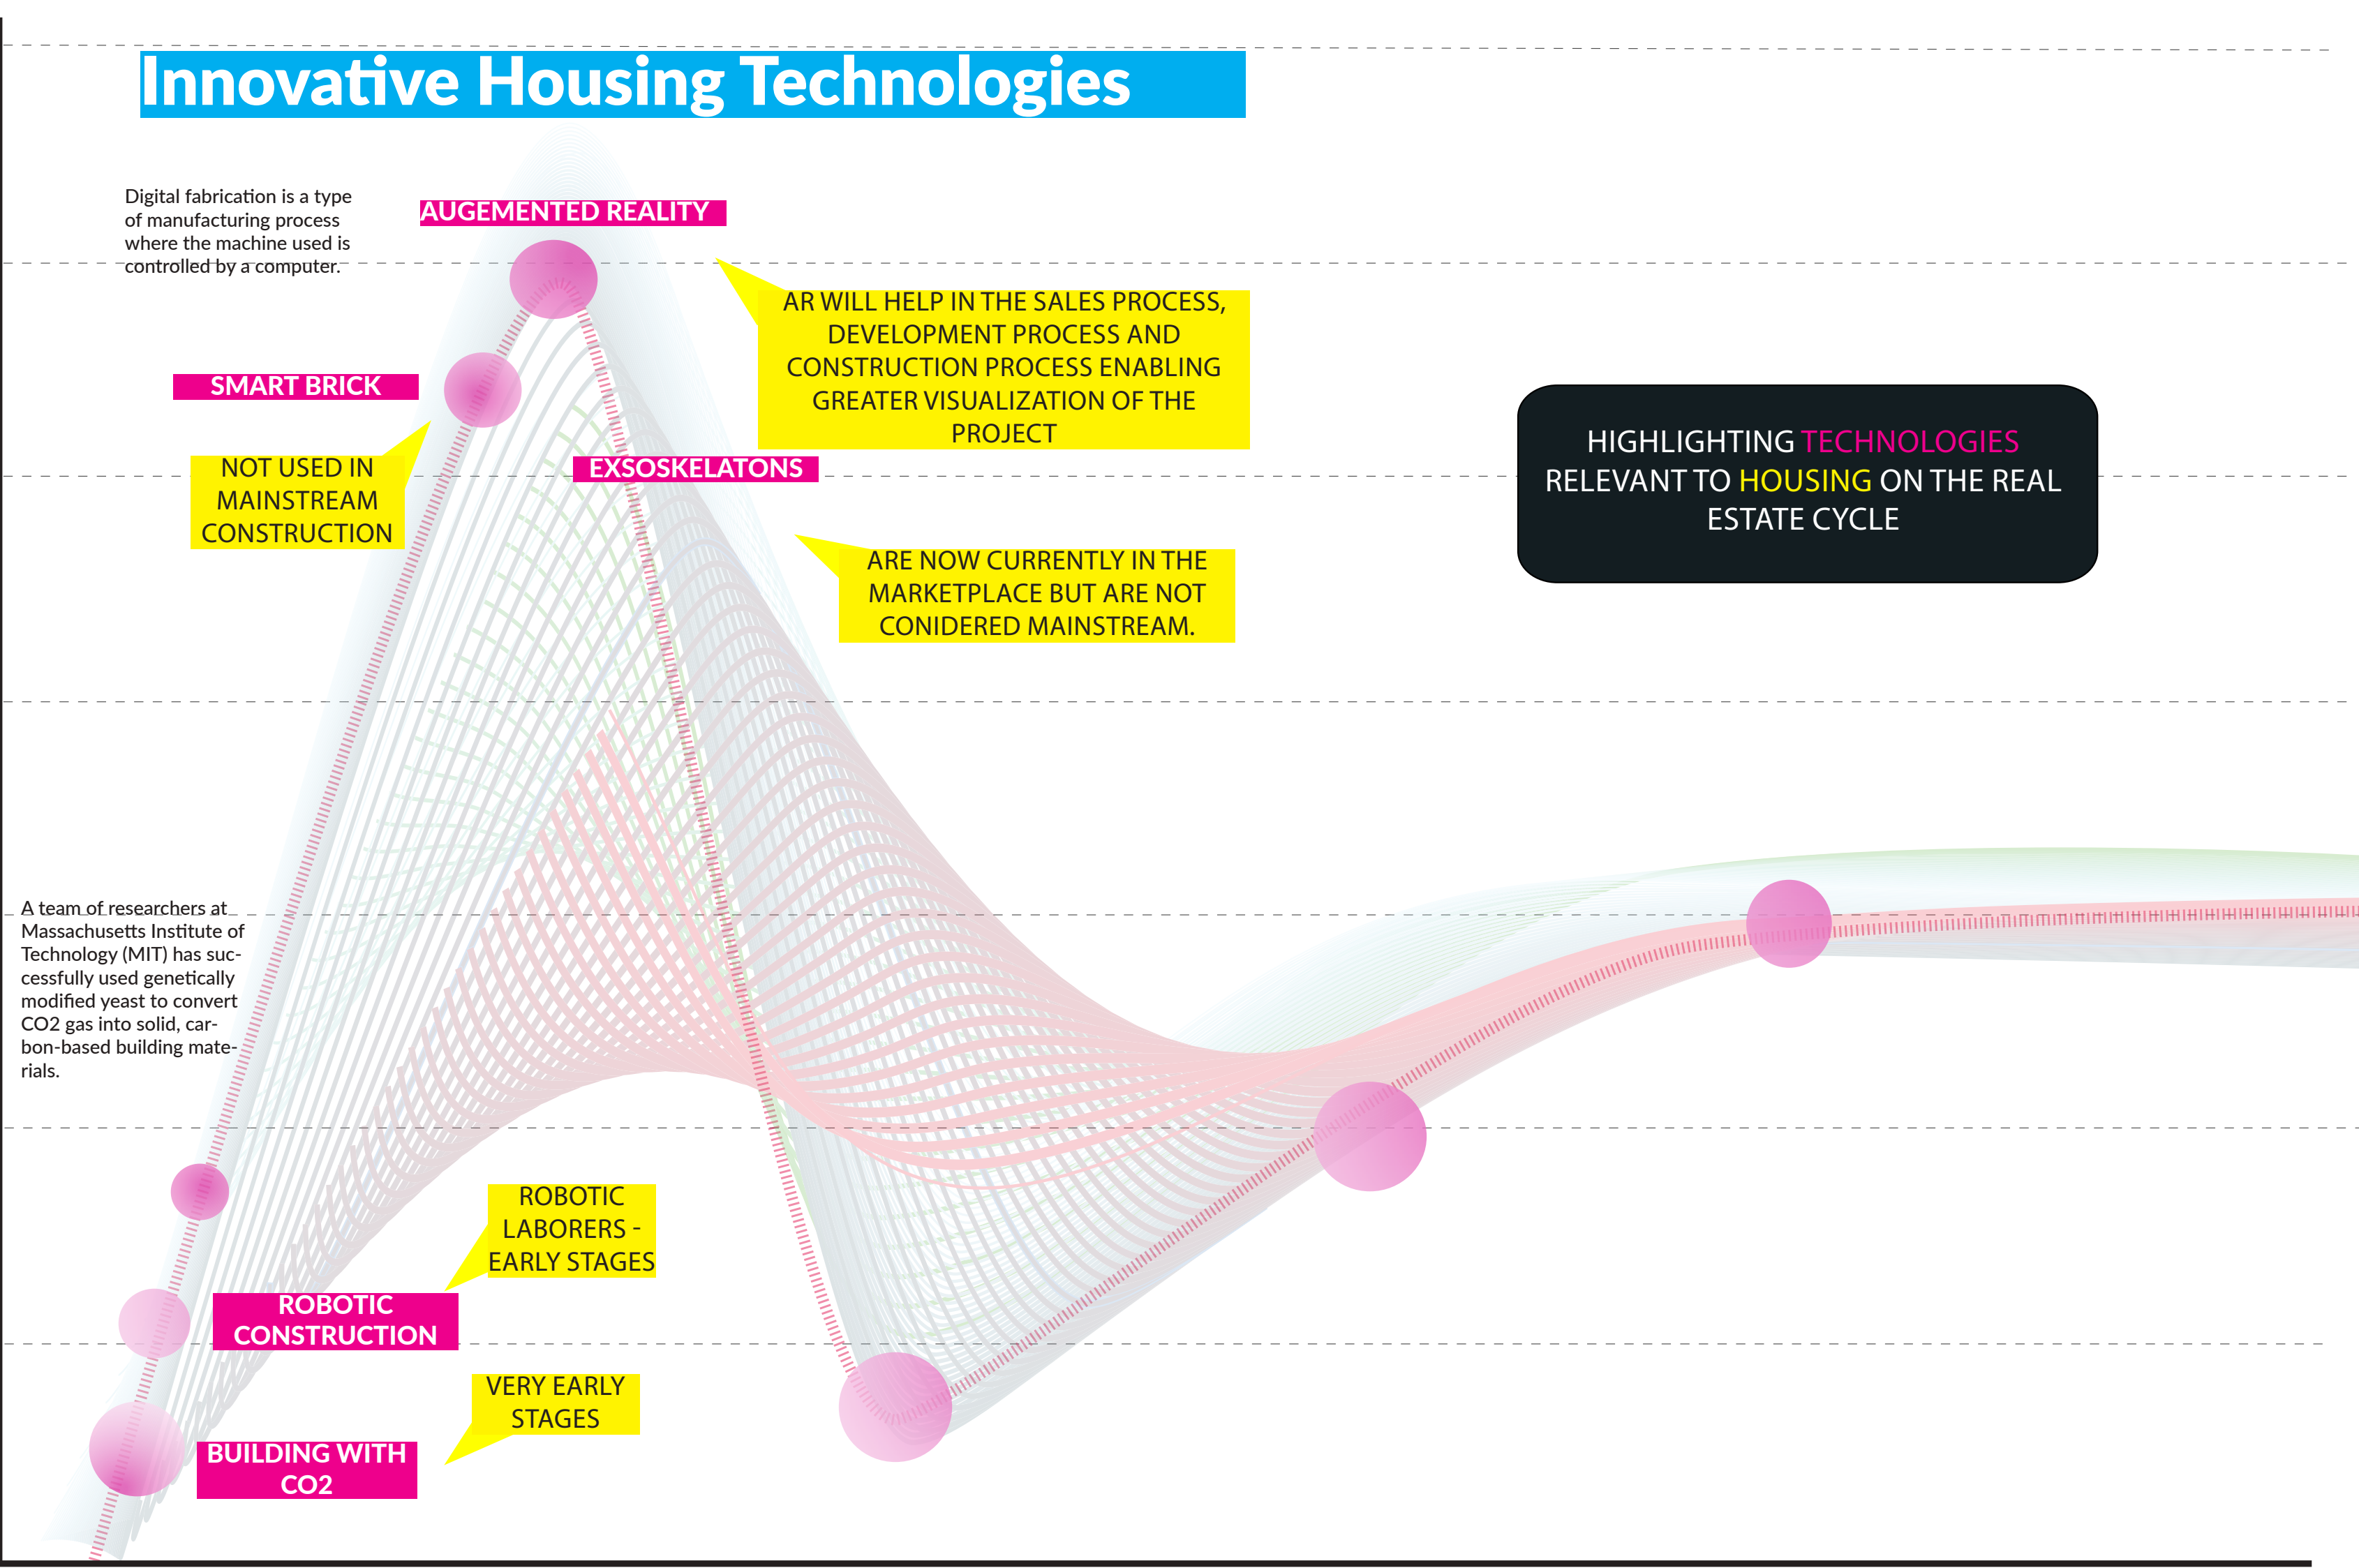 Innovative Housing Technologies
Digital fabrication is a type
of manufacturing process
where the machine used is
controlled by a computer.
AUGEMENTED REALITY
AR WILL HELP IN THE SALES PROCESS,
DEVELOPMENT PROCESS AND
CONSTRUCTION PROCESS ENABLING
GREATER VISUALIZATION OF THE
PROJECT
SMART BRICK
NOT USED IN
MAINSTREAM
CONSTRUCTION
EXSOSKELATONS
ARE NOW CURRENTLY IN THE
MARKETPLACE BUT ARE NOT
CONIDERED MAINSTREAM.
HIGHLIGHTING TECHNOLOGIES
RELEVANT TO HOUSING ON THE REAL
ESTATE CYCLE
A team of researchers at
Massachusetts Institute of
Technology (MIT) has suc-
cessfully used genetically
modified yeast to convert
CO2 gas into solid, car-
bon-based building mate-
rials.
ROBOTIC
LABORERS -
EARLY STAGES
ROBOTIC
CONSTRUCTION
VERY EARLY
STAGES
BUILDING WITH
CO2